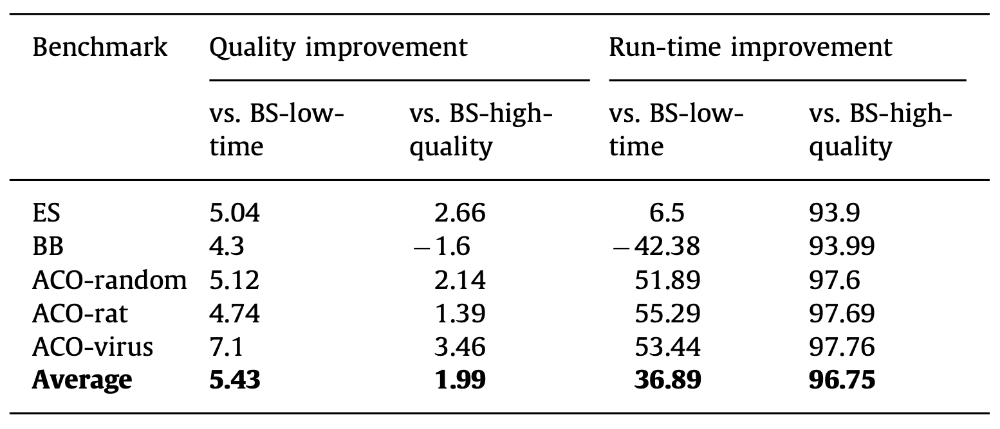 Benchmark Quality improvement Run-time improvement
vs. BS-low- vs. BS-high- vs. BS-low- vs. BS-high-
time quality time quality
ES 5.04 2.66 6.5 93.9
BB 4.3 −1.6 −42.38 93.99
ACO-random 5.12 2.14 51.89 97.6
ACO-rat 4.74 1.39 55.29 97.69
ACO-virus 7.1 3.46 53.44 97.76
Average 5.43 1.99 36.89 96.75